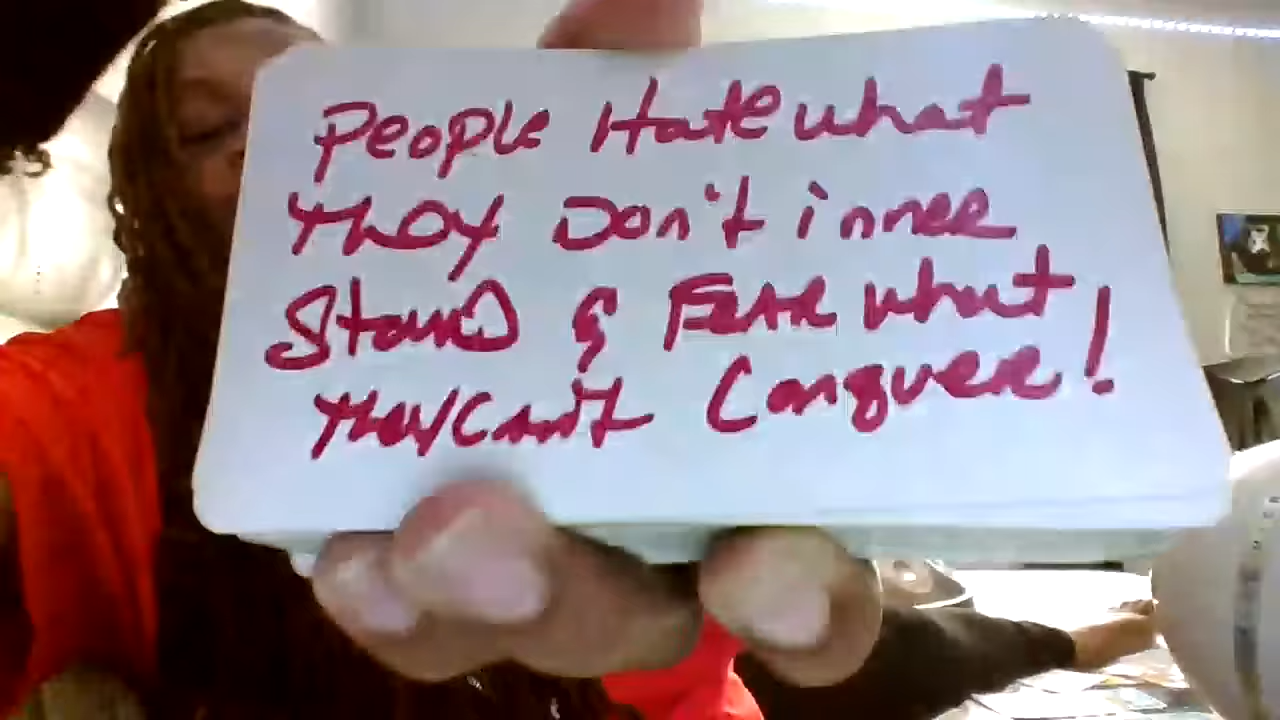 People Hate what
They Don't inner
Stand & Fear what
They Can't Conquer!